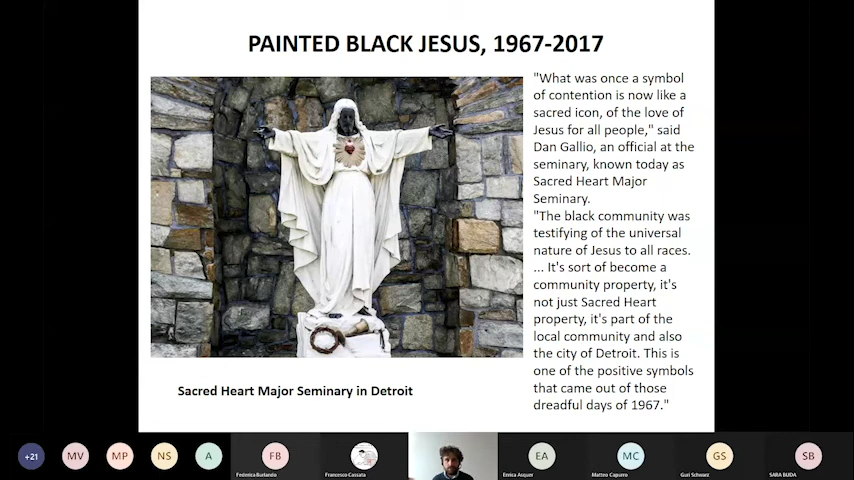 PAINTED BLACK JESUS, 1967-2017
"What was once a symbol
of contention is now like a
sacred icon, of the love of
Jesus for all people," said
Dan Gallio, an official at the
seminary, known today as
Sacred Heart Major
Seminary.
"The black community was
testifying of the universal
nature of Jesus to all races.
... It's sort of become a
community property, it's
not just Sacred Heart
property, it's part of the
local community and also
the city of Detroit. This is
one of the positive symbols
that came out of those
dreadful days of 1967."
Sacred Heart Major Seminary in Detroit
+21
MV
MP
NS
A
FB
EA
MC
GS
SB
Federica Burlando
Francesco Cassata
Enrica Asquer
Matteo Capurro
Guri Schwarz
SARA BUDA